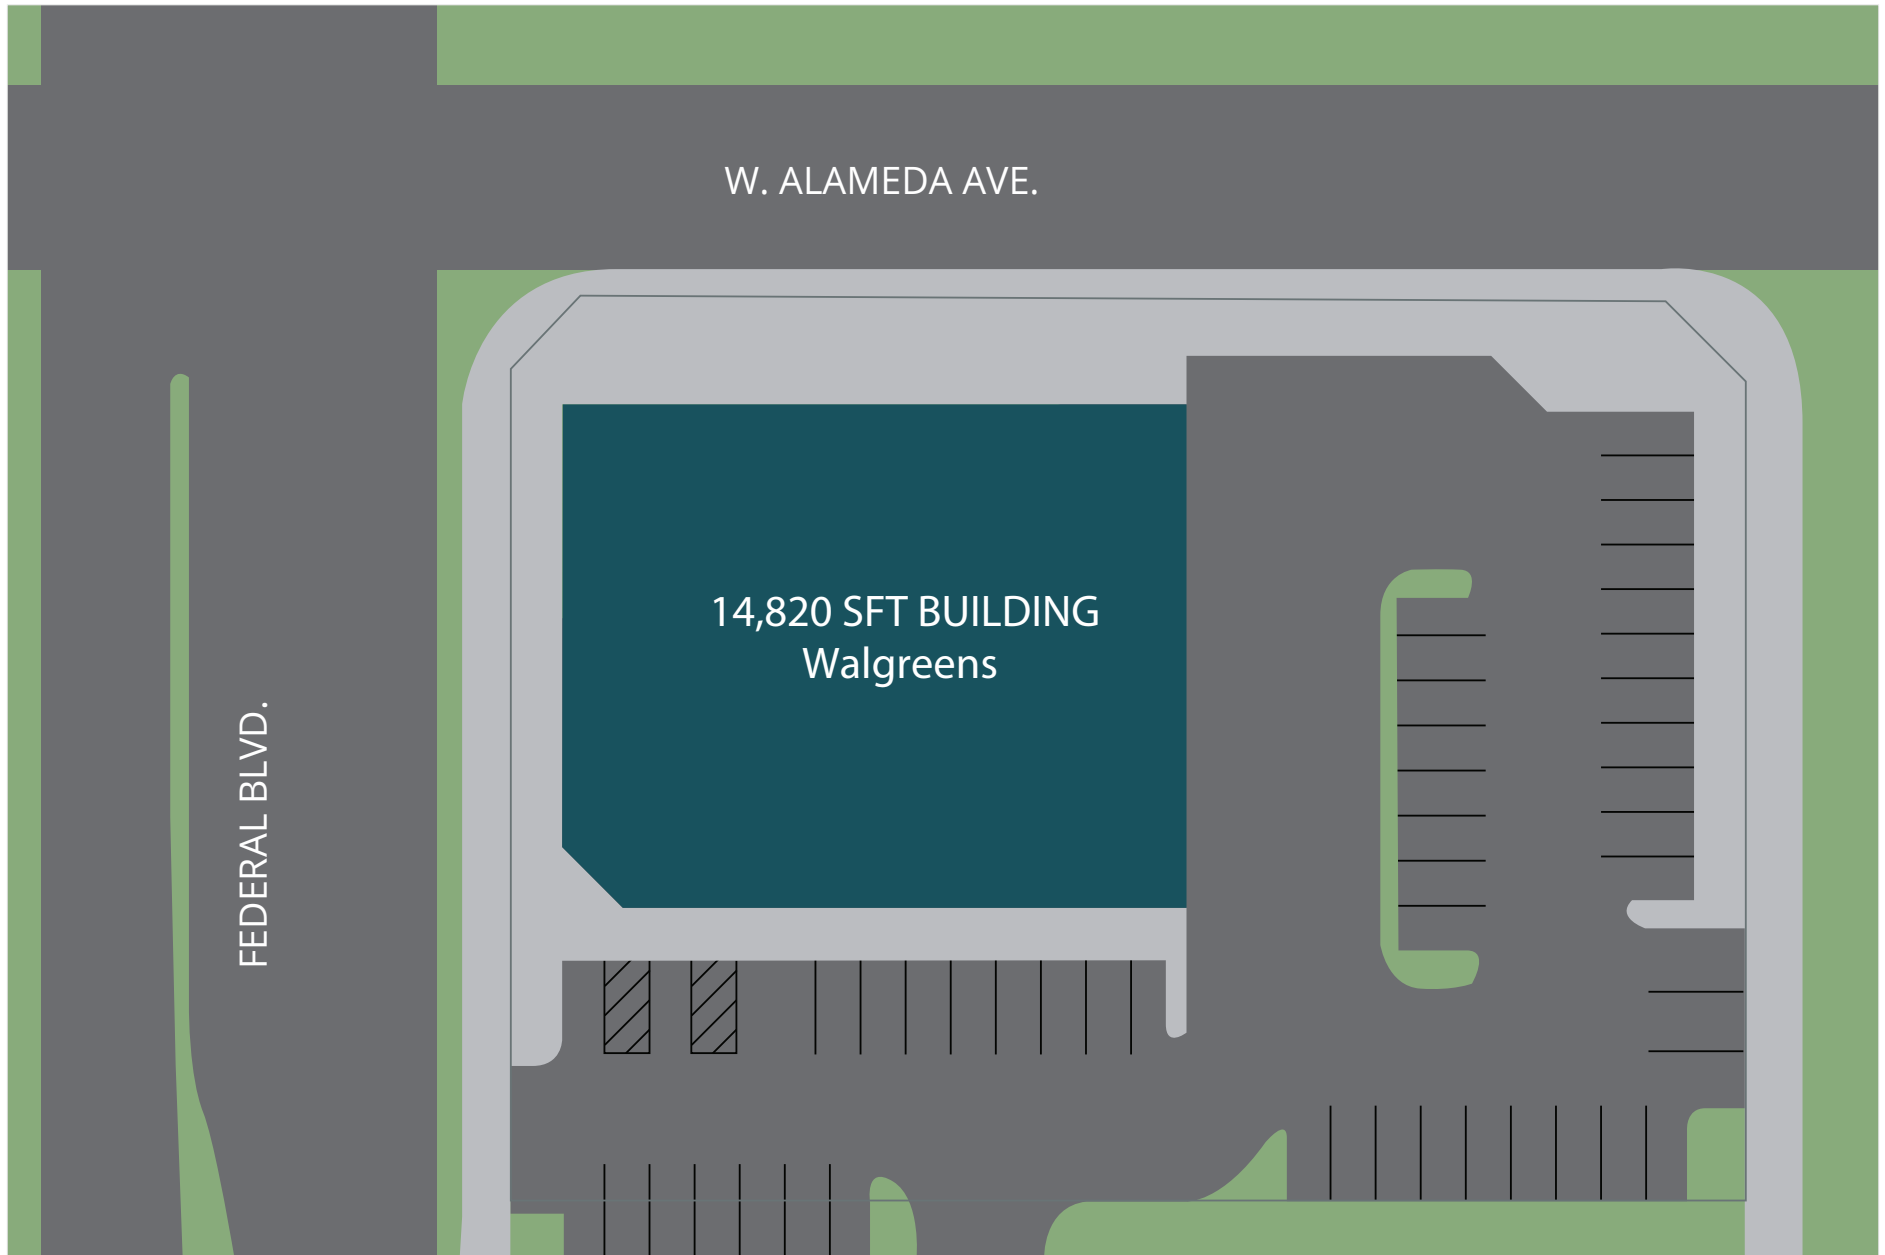 W. ALAMEDA AVE.
14,820 SFT BUILDING
Walgreens
FEDERAL BLVD.